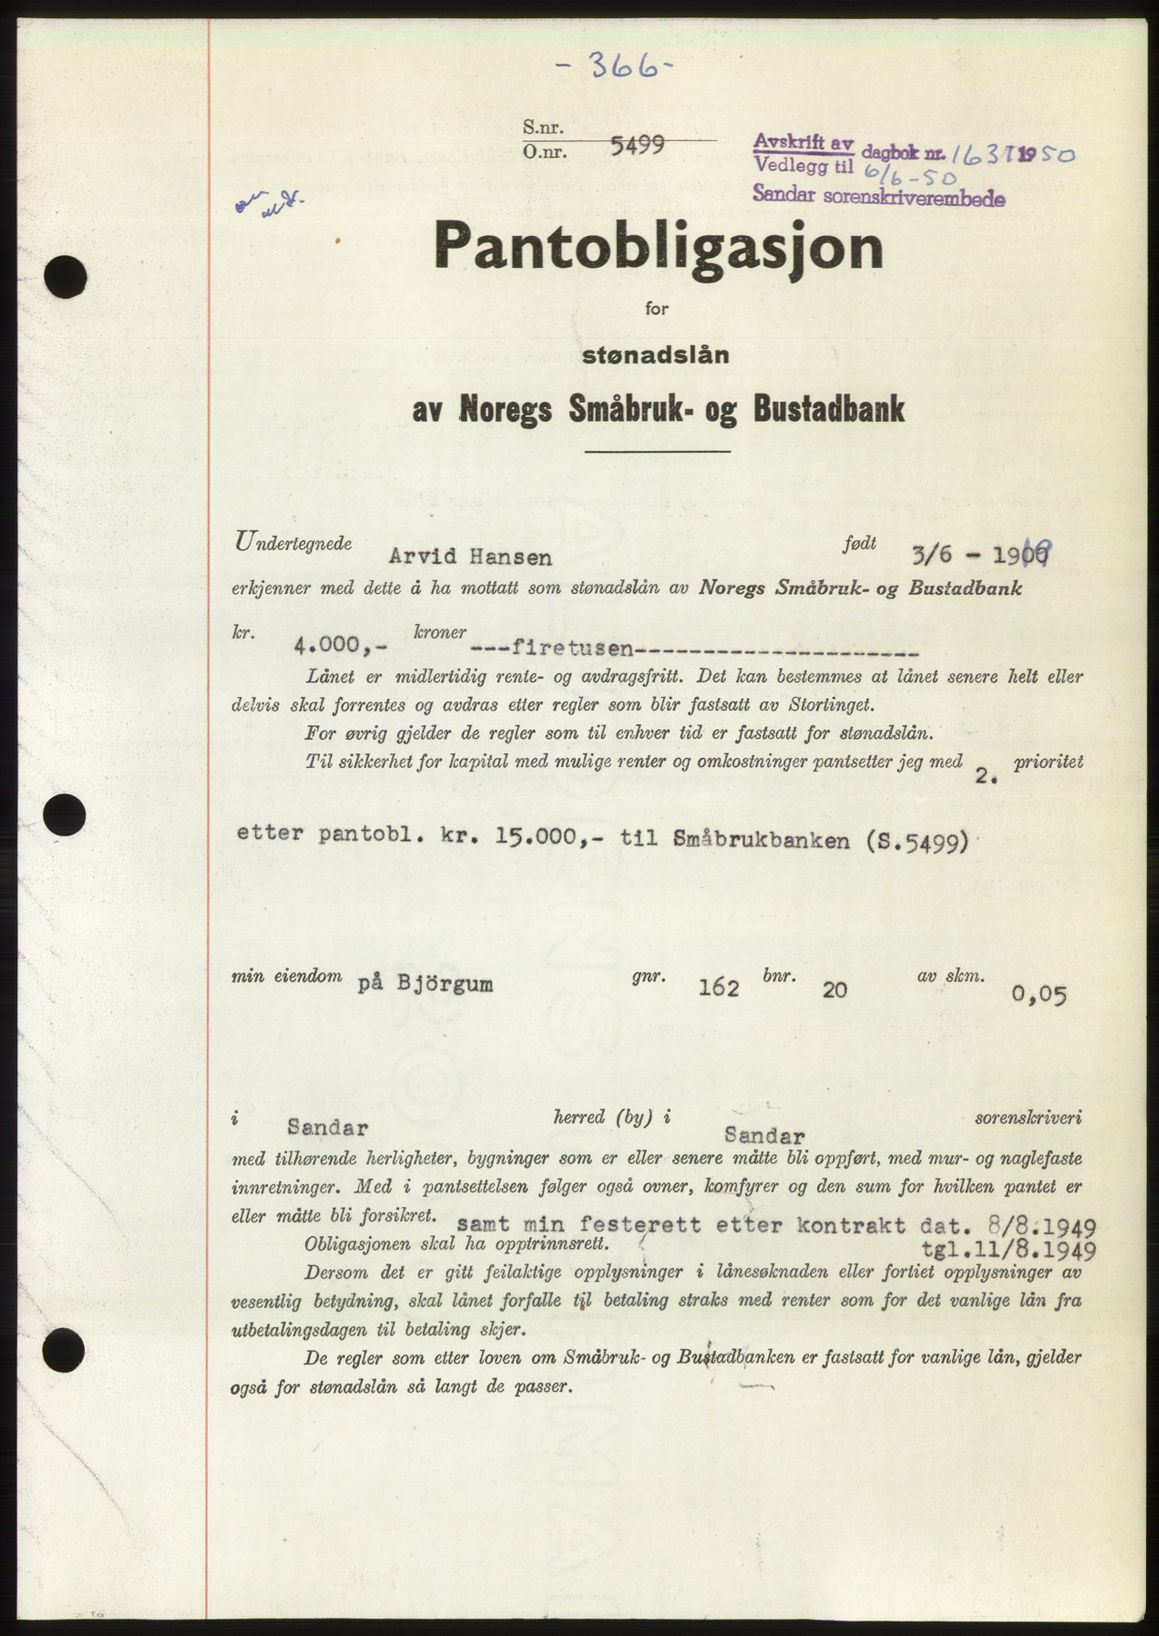 - 366 -
S.nr.
O.nr. 5499
Avskrift av
Vedlegg til
dagbok nr. 1637 1950
6/6-50
Sandar sorenskriverembede
Pantobligasjon
for
stønadslån
av Noregs Småbruk- og Bustadbank
Undertegnede Arvid Hansen født 3/6 - 1919
erkjenner med dette å ha mottatt som stønadslån av Noregs Småbruk- og Bustadbank
kr. 4.000,- kroner ---firetusen---------------------
Lånet er midlertidig rente- og avdragsfritt. Det kan bestemmes at lånet senere helt eller
delvis skal forrentes og avdras etter regler som blir fastsatt av Stortinget.
For øvrig gjelder de regler som til enhver tid er fastsatt for stønadslån.
Til sikkerhet for kapital med mulige renter og omkostninger pantsetter jeg med 2. prioritet
etter pantobl. kr. 15.000,- til Småbrukbanken (S.5499)
min eiendom på Björgum gnr. 162 bnr. 20 av skm. 0,05
i Sandar herred (by) i Sandar sorenskriveri
med tilhørende herligheter, bygninger som er eller senere måtte bli oppført, med mur- og naglefaste
innretninger. Med i pantsettelsen følger også ovner, komfyrer og den sum for hvilken pantet er
eller måtte bli forsikret. samt min festerett etter kontrakt dat. 8/8.1949
Obligasjonen skal ha opptrinnsrett. tgl.11/8.1949
Dersom det er gitt feilaktige opplysninger i lånesøknaden eller fortiet opplysninger av
vesentlig betydning, skal lånet forfalle til betaling straks med renter som for det vanlige lån fra
utbetalingsdagen til betaling skjer.
De regler som etter loven om Småbruk- og Bustadbanken er fastsatt for vanlige lån, gjelder
også for stønadslån så langt de passer.